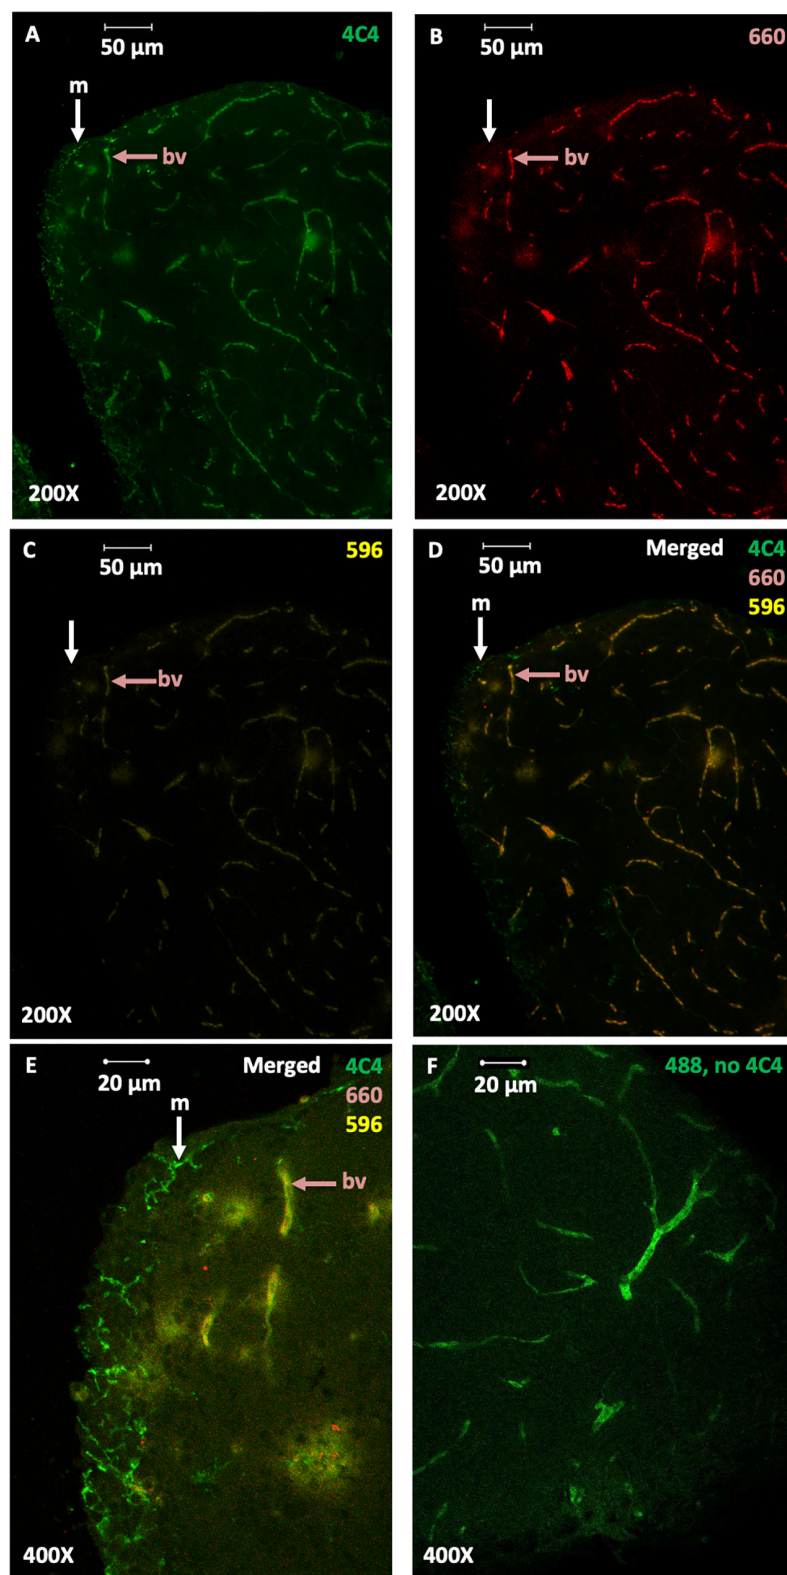 A
50 µm
4C4
m
bv
200X
B
50 µm
660
bv
200X
C
50 µm
596
bv
200X
D
50 µm
Merged 4C4
660
596
m
bv
200X
E
20 µm
Merged 4C4
660
596
m
bv
400X
F
20 µm
488, no 4C4
400X